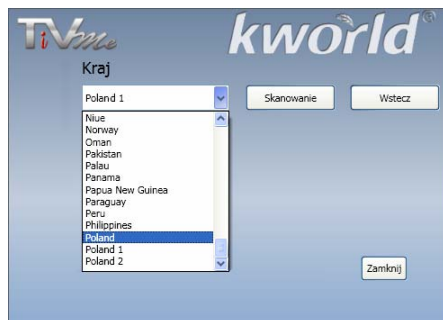 TiVme
kworld®
Kraj
Poland 1
Skanowanie
Wstecz
Niue
Norway
Oman
Pakistan
Palau
Panama
Papua New Guinea
Paraguay
Peru
Philippines
Poland
Poland 1
Poland 2
Zamknij